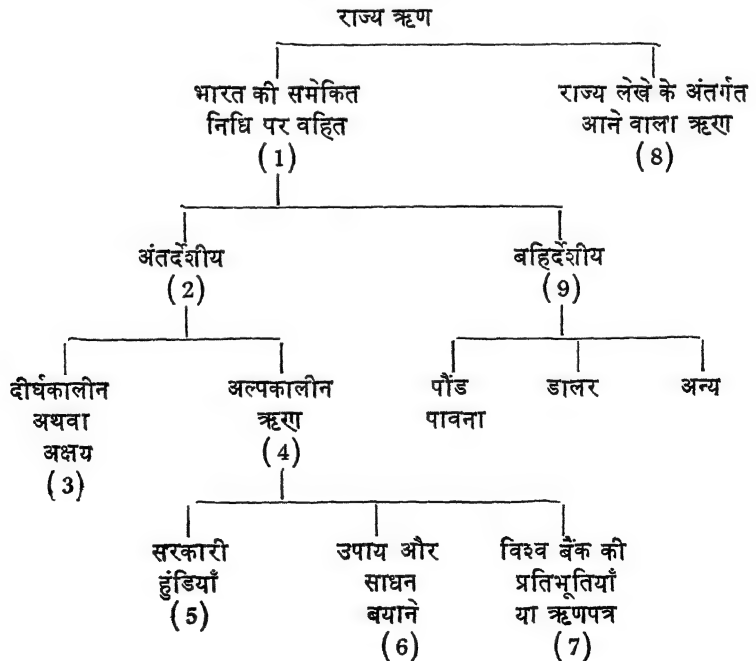 राज्य ऋण
भारत की समेकित
निधि पर वहित
(1)
राज्य लेखे के अंतर्गत
आने वाला ऋण
(8)
अंतर्देशीय
(2)
बहिर्देशीय
(9)
दीर्घकालीन
अथवा
अक्षय
(3)
अल्पकालीन
ऋण
(4)
पौंड
पावना
डालर
अन्य
सरकारी
हुंडियाँ
(5)
उपाय और
साधन
बयाने
(6)
विश्व बैंक की
प्रतिभूतियाँ
या ऋणपत्र
(7)